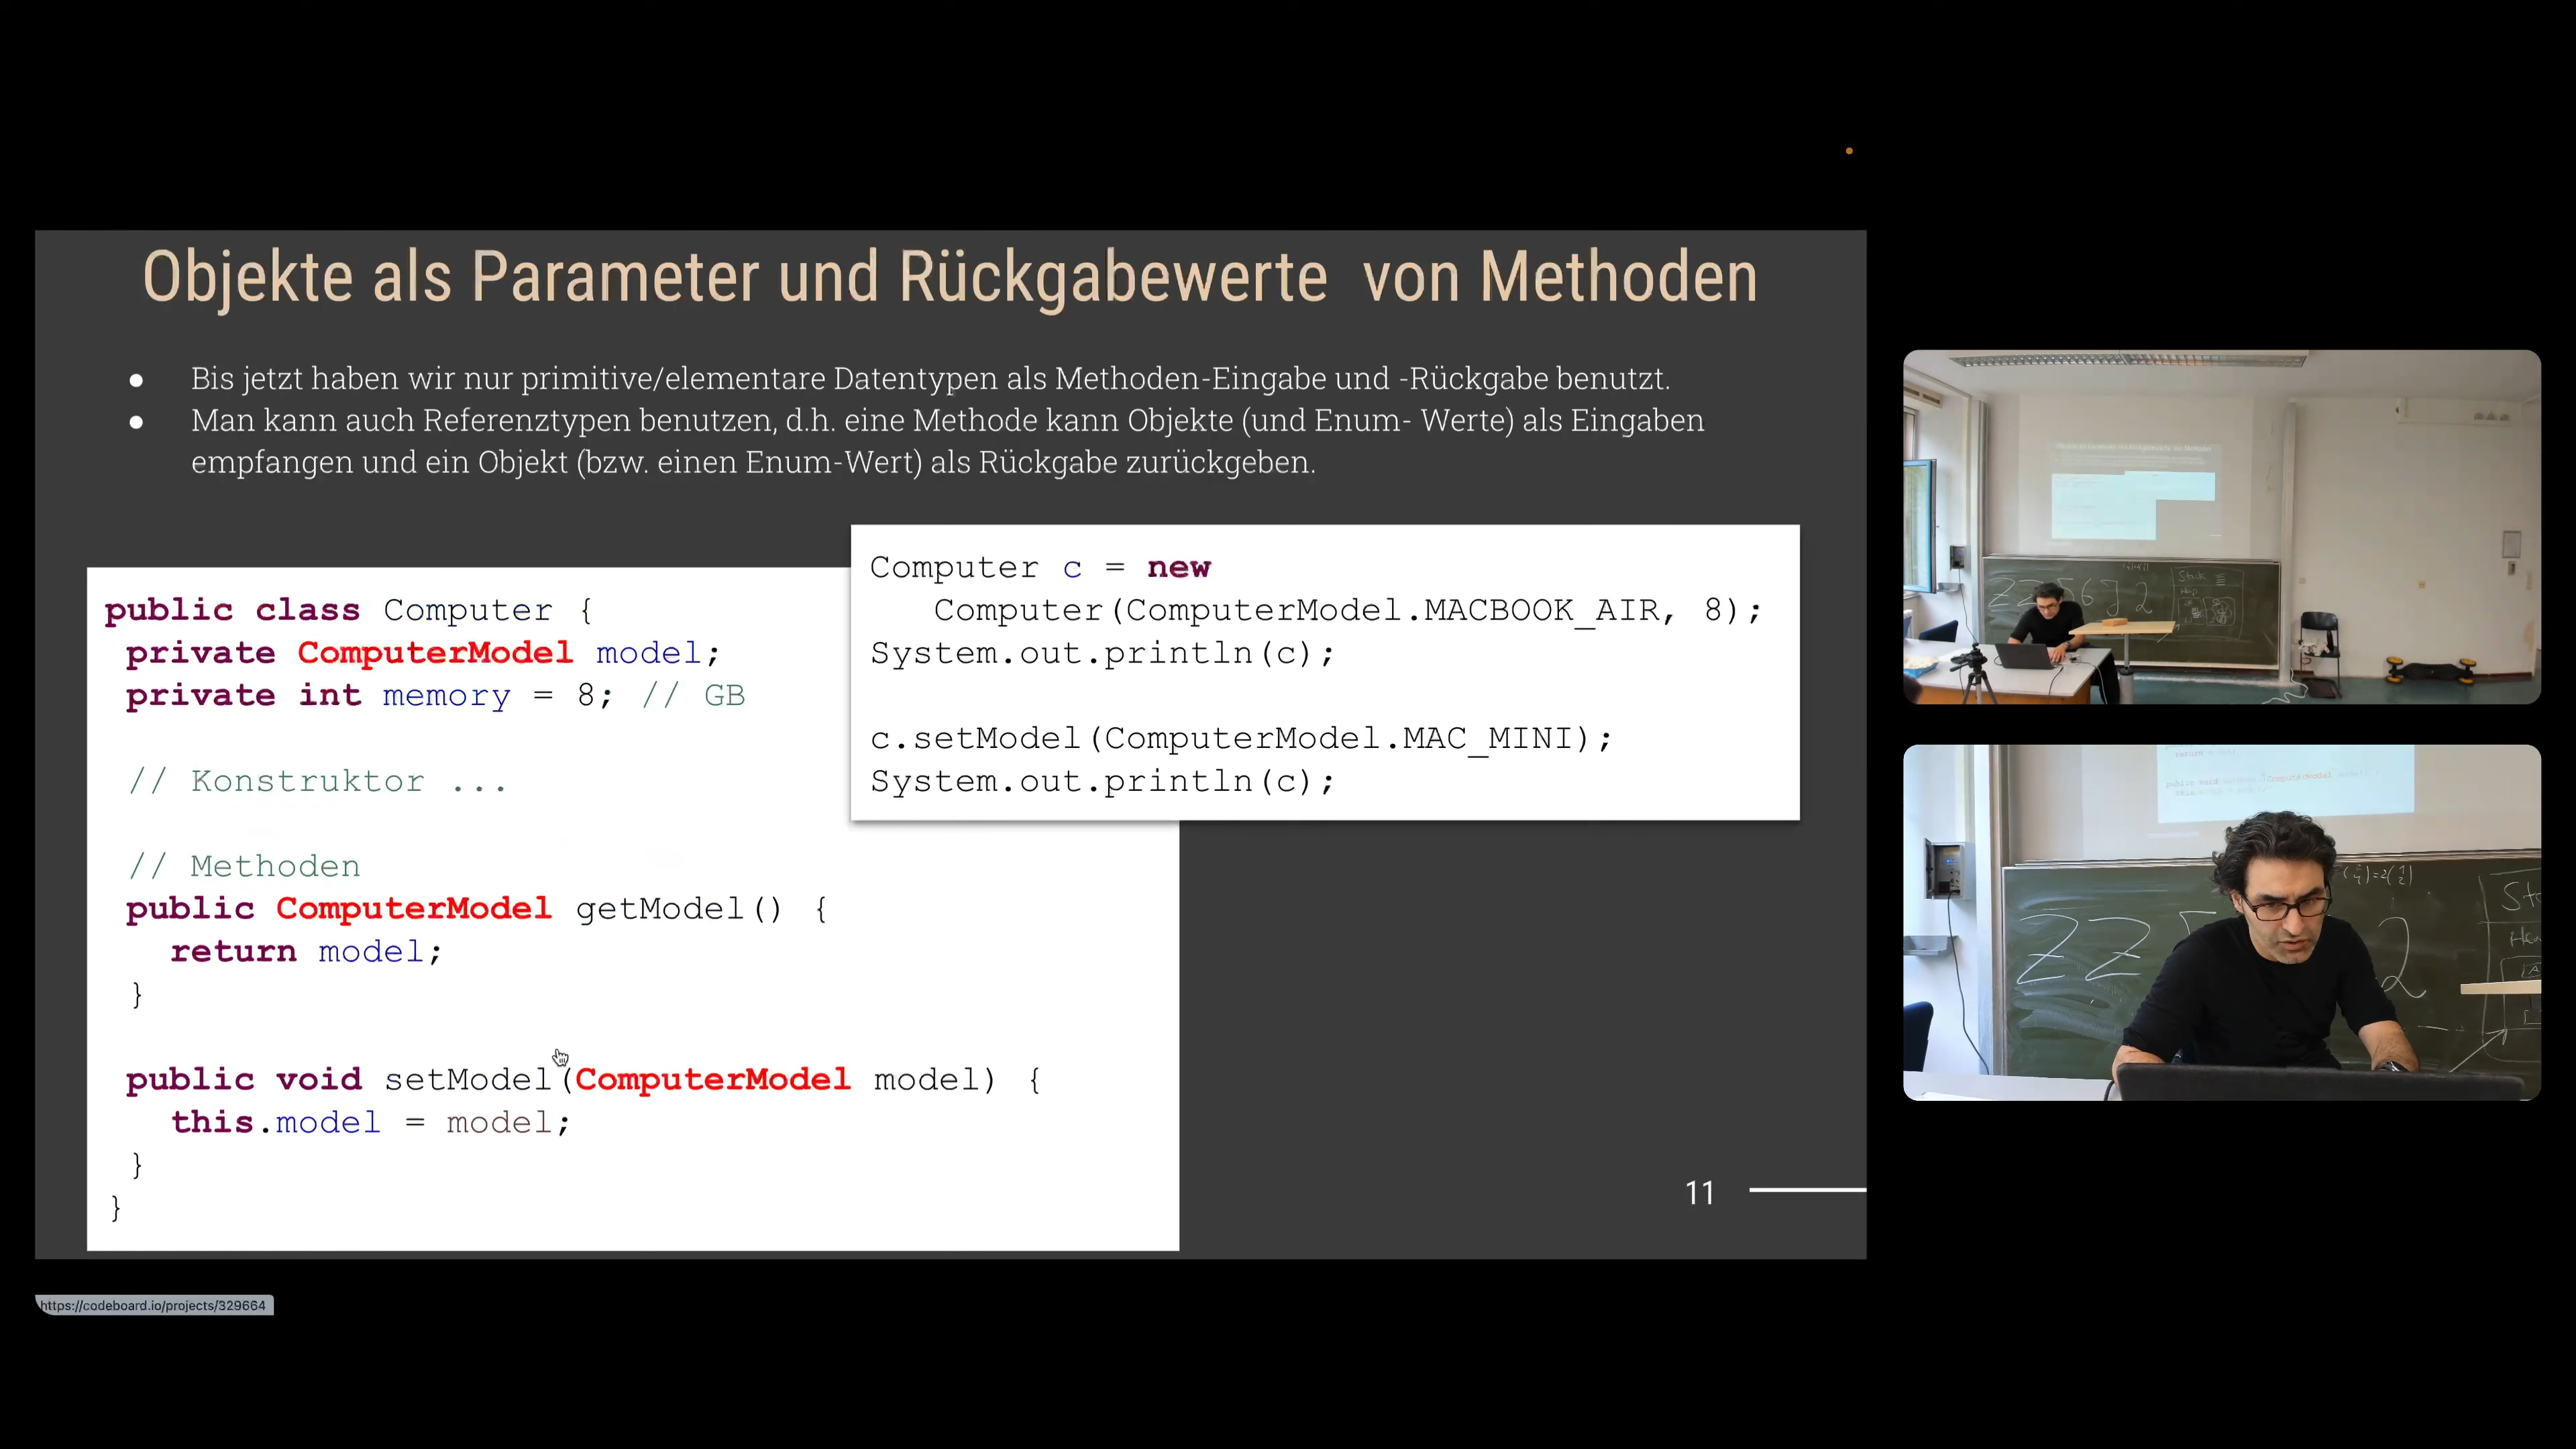 Objekte als Parameter und Rückgabewerte von Methoden
● Bis jetzt haben wir nur primitive/elementare Datentypen als Methoden-Eingabe und -Rückgabe benutzt.
● Man kann auch Referenztypen benutzen, d.h. eine Methode kann Objekte (und Enum- Werte) als Eingaben
empfangen und ein Objekt (bzw. einen Enum-Wert) als Rückgabe zurückgeben.
public class Computer {
private ComputerModel model;
private int memory = 8; // GB
// Konstruktor ...
// Methoden
public ComputerModel getModel() {
return model;
}
public void setModel(ComputerModel model) {
this.model = model;
}
}
Computer c = new
Computer(ComputerModel.MACBOOK_AIR, 8);
System.out.println(c);
c.setModel(ComputerModel.MAC_MINI);
System.out.println(c);
11
https://codeboard.io/projects/329664